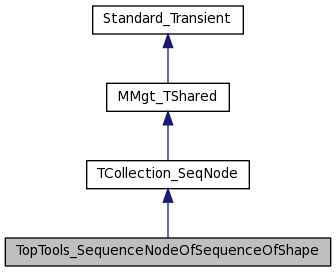 Standard_Transient
MMgt_TShared
TCollection_SeqNode
TopTools_SequenceNodeOfSequenceOfShape